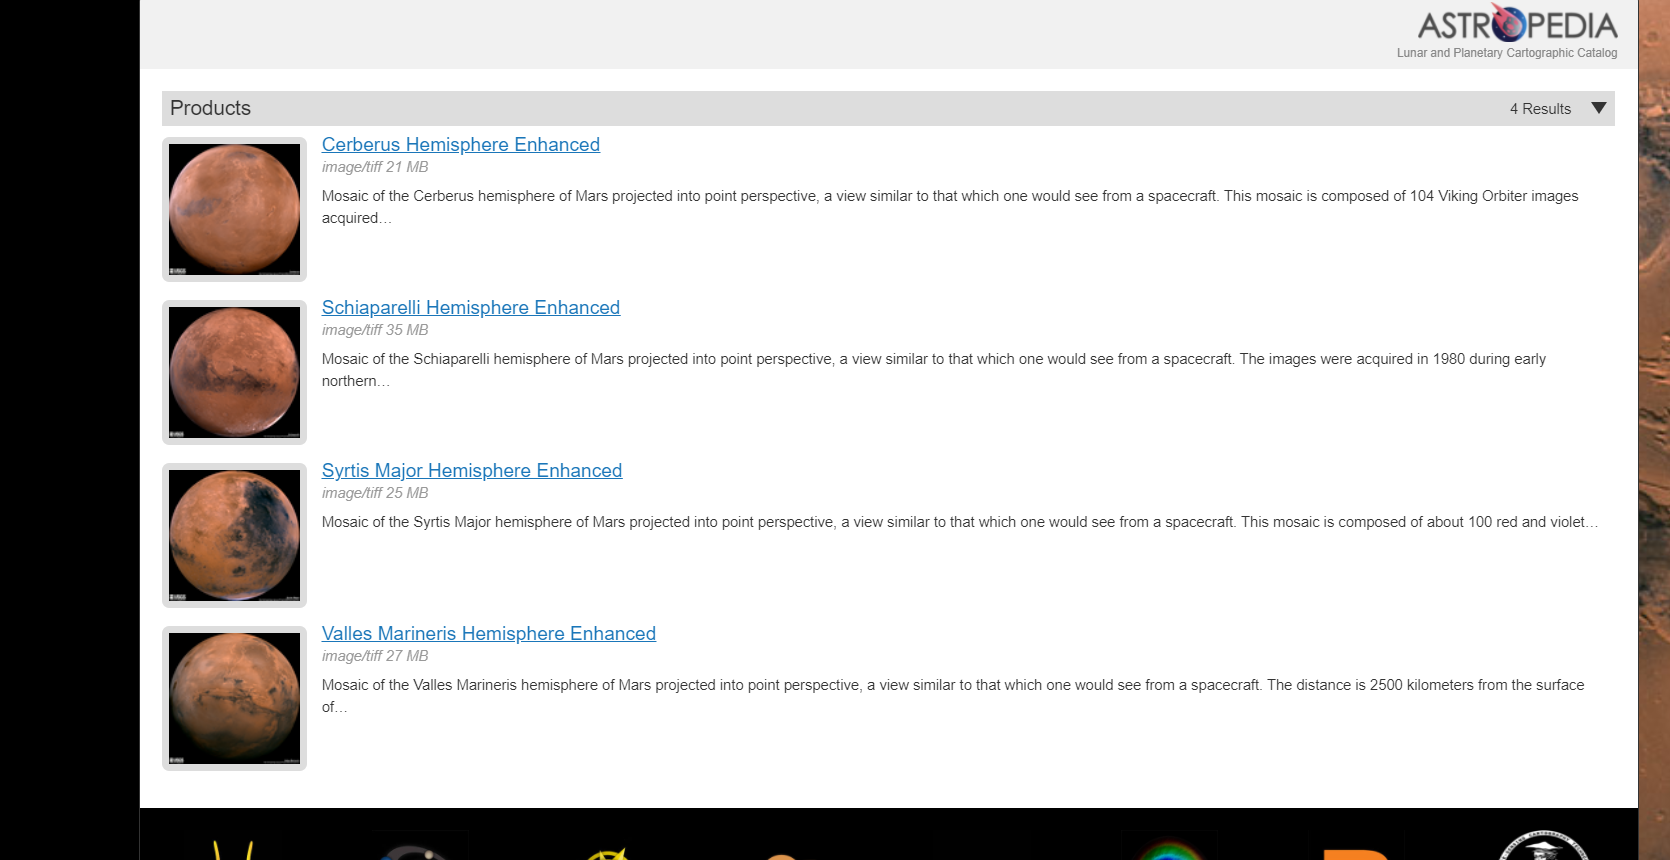 ASTROPEDIA
Lunar and Planetary Cartographic Catalog
Products
4 Results
Cerberus Hemisphere Enhanced
image/tiff 21 MB
Mosaic of the Cerberus hemisphere of Mars projected into point perspective, a view similar to that which one would see from a spacecraft. This mosaic is composed of 104 Viking Orbiter images
acquired…
Schiaparelli Hemisphere Enhanced
image/tiff 35 MB
Mosaic of the Schiaparelli hemisphere of Mars projected into point perspective, a view similar to that which one would see from a spacecraft. The images were acquired in 1980 during early
northern…
Syrtis Major Hemisphere Enhanced
image/tiff 25 MB
Mosaic of the Syrtis Major hemisphere of Mars projected into point perspective, a view similar to that which one would see from a spacecraft. This mosaic is composed of about 100 red and violet…
Valles Marineris Hemisphere Enhanced
image/tiff 27 MB
Mosaic of the Valles Marineris hemisphere of Mars projected into point perspective, a view similar to that which one would see from a spacecraft. The distance is 2500 kilometers from the surface
of…